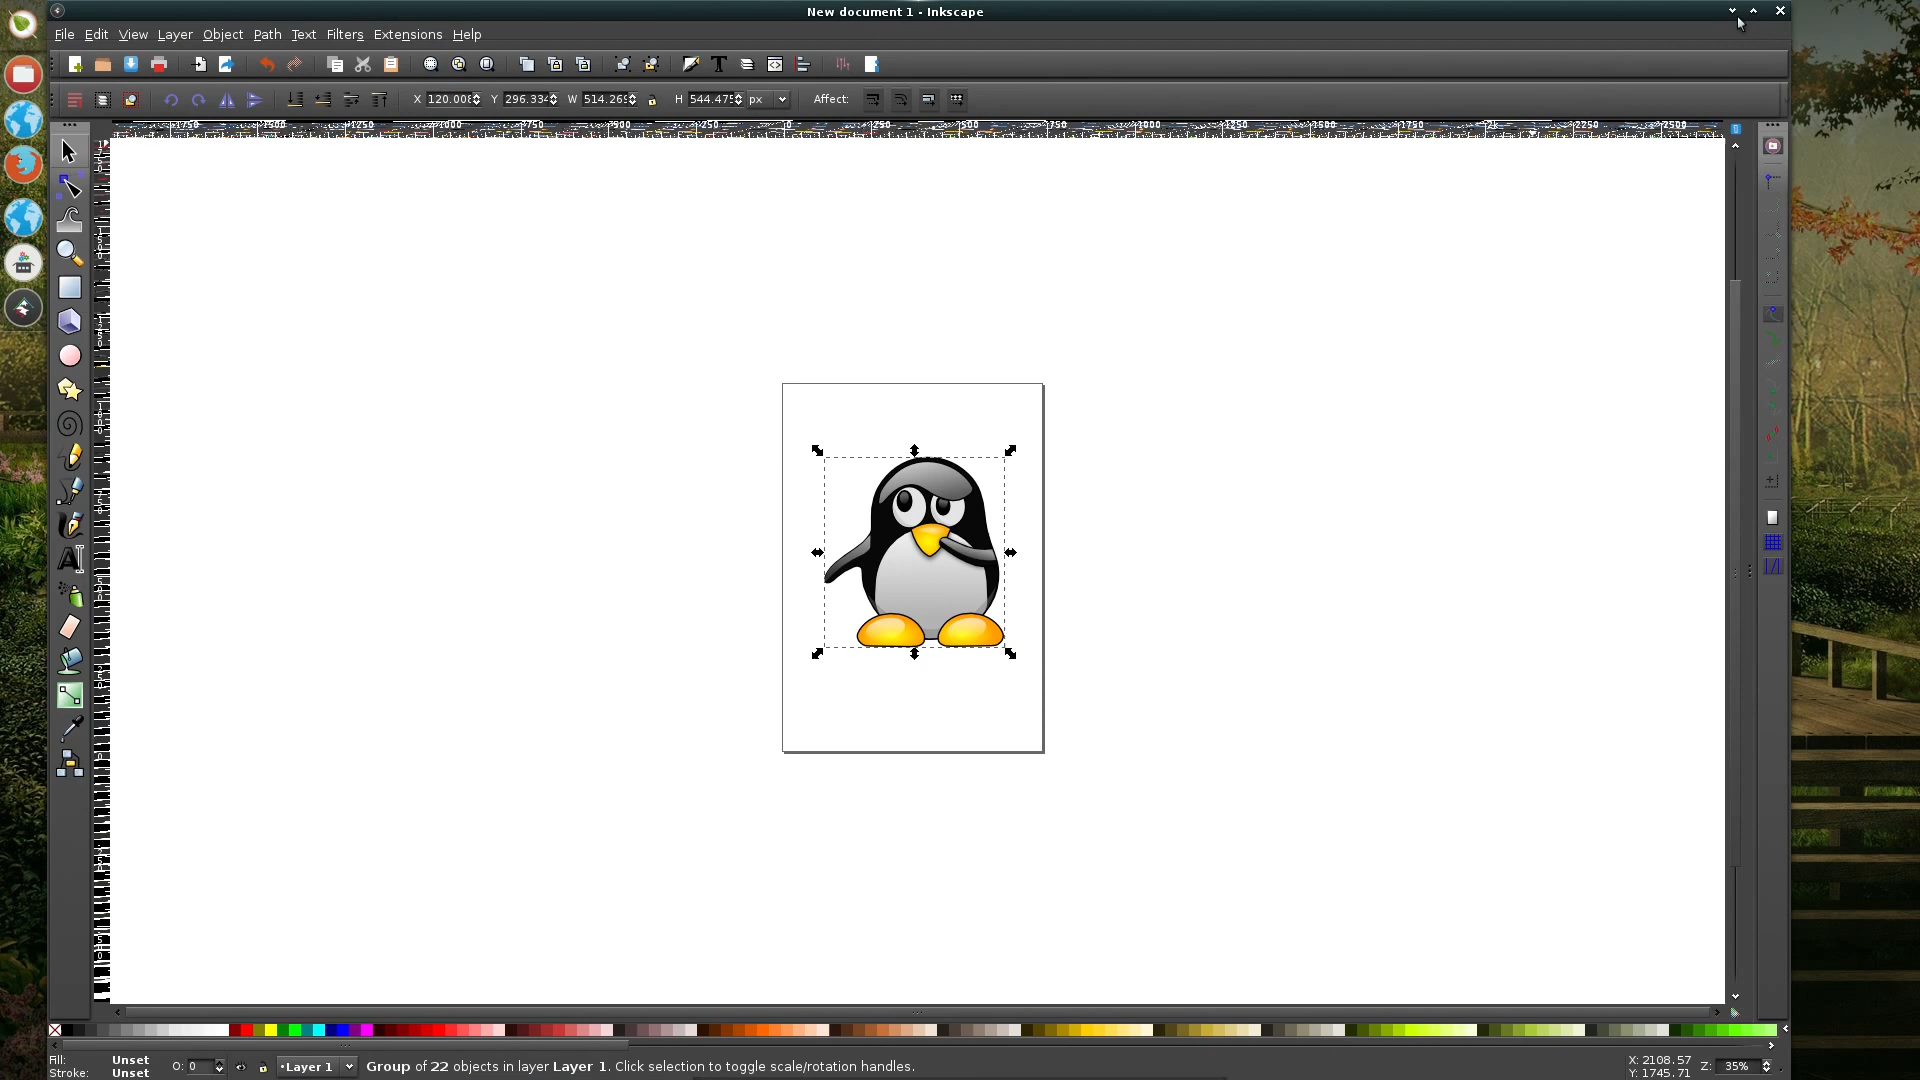 New document 1 - Inkscape
File Edit View Layer Object Path Text Filters Extensions Help
X 120.008 Y 296.334 W 514.269 H 544.475 px Affect:
Fill: Unset
Stroke: Unset
O: 0
•Layer 1
Group of 22 objects in layer Layer 1. Click selection to toggle scale/rotation handles.
X: 2108.57
Y: 1745.71
Z: 35%